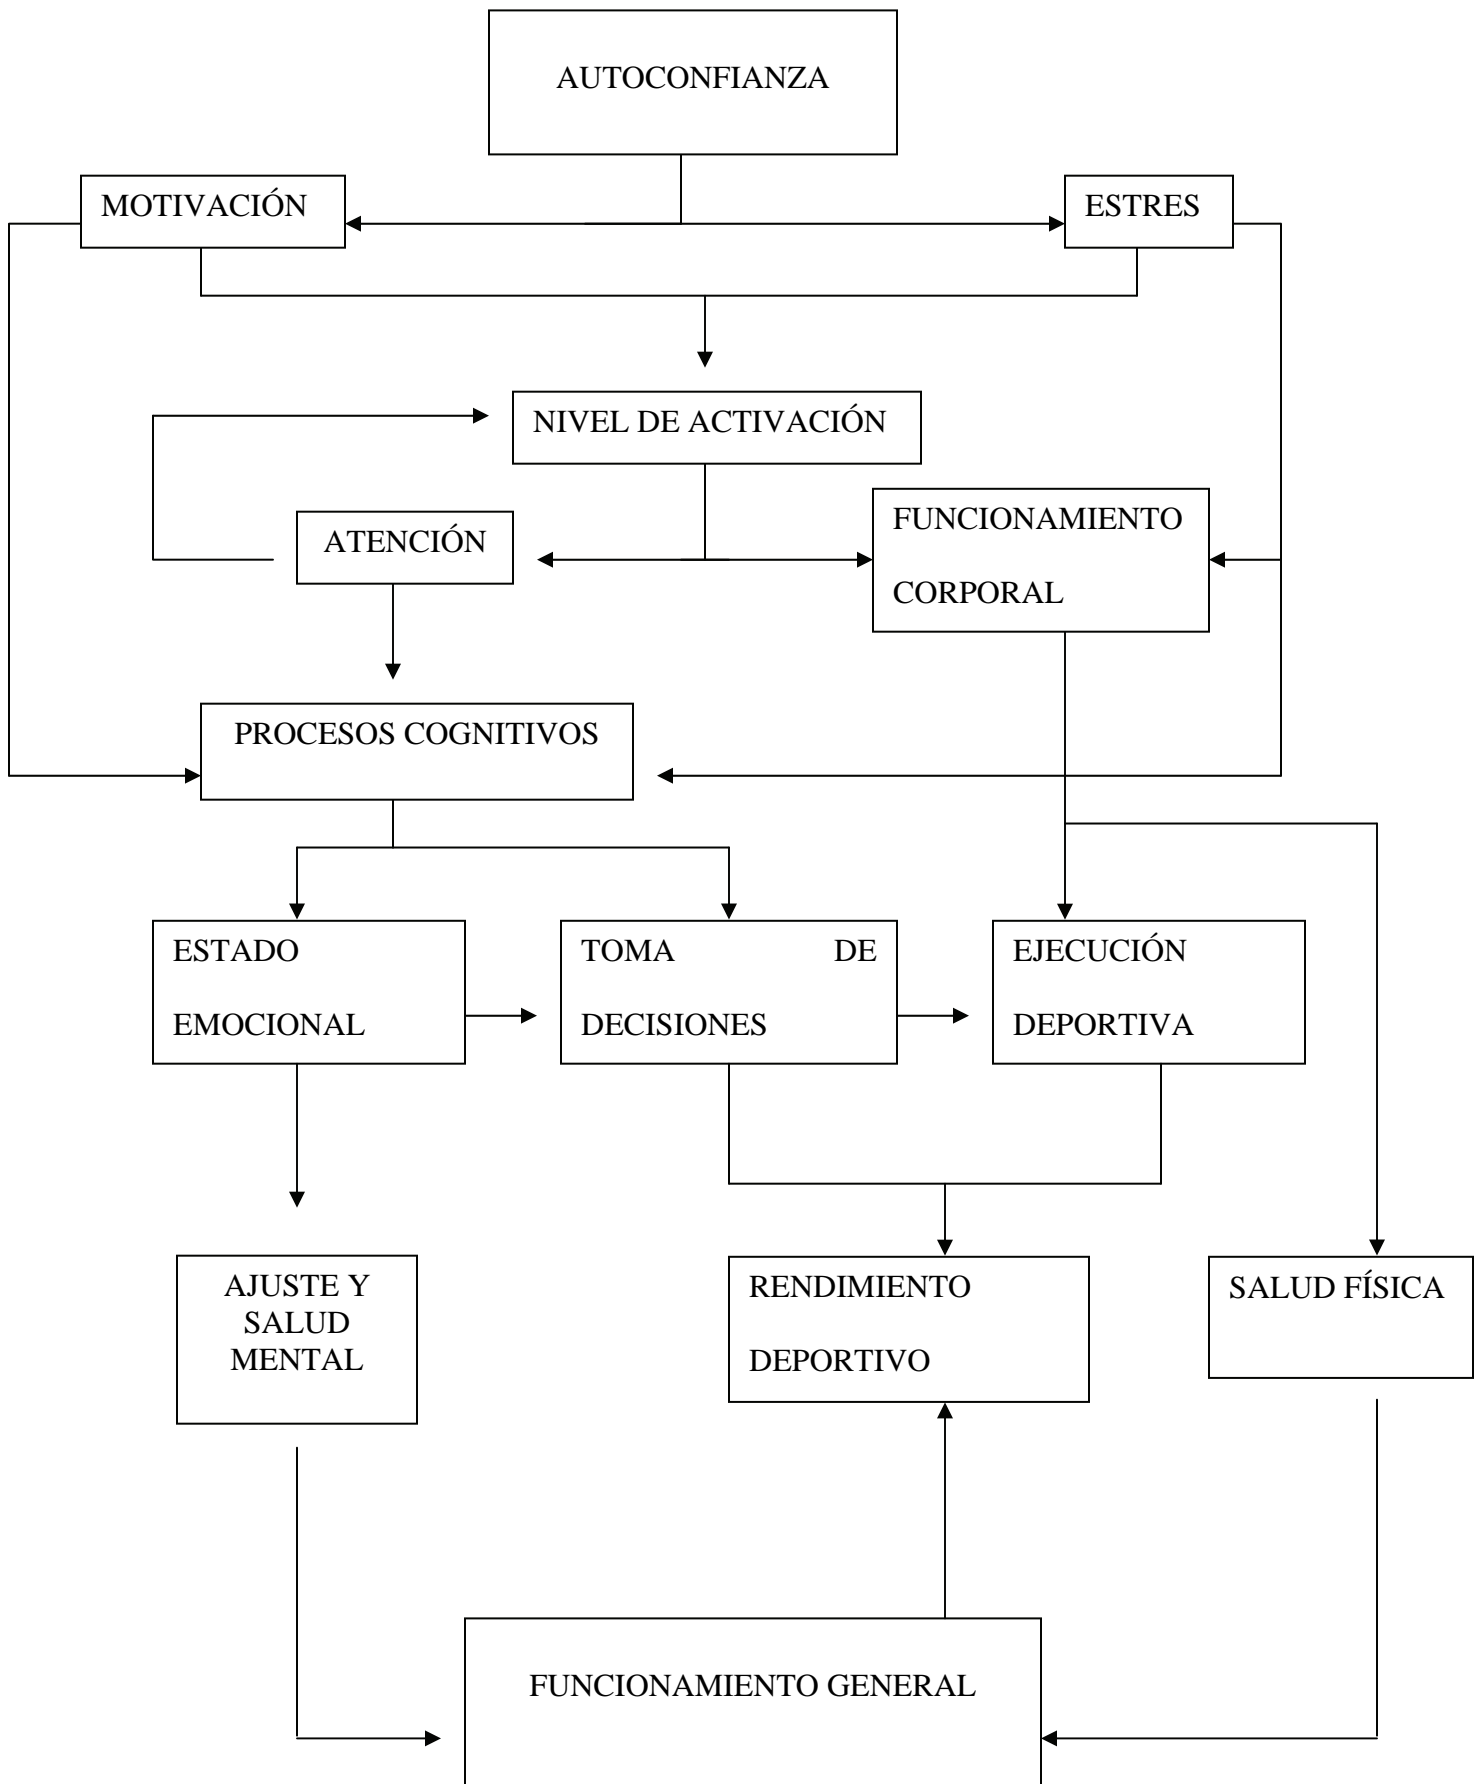 AUTOCONFIANZA
MOTIVACIÓN
ESTRES
NIVEL DE ACTIVACIÓN
ATENCIÓN
FUNCIONAMIENTO
CORPORAL
PROCESOS COGNITIVOS
ESTADO
EMOCIONAL
TOMA DE
DECISIONES
EJECUCIÓN
DEPORTIVA
AJUSTE Y
SALUD
MENTAL
RENDIMIENTO
DEPORTIVO
SALUD FÍSICA
FUNCIONAMIENTO GENERAL